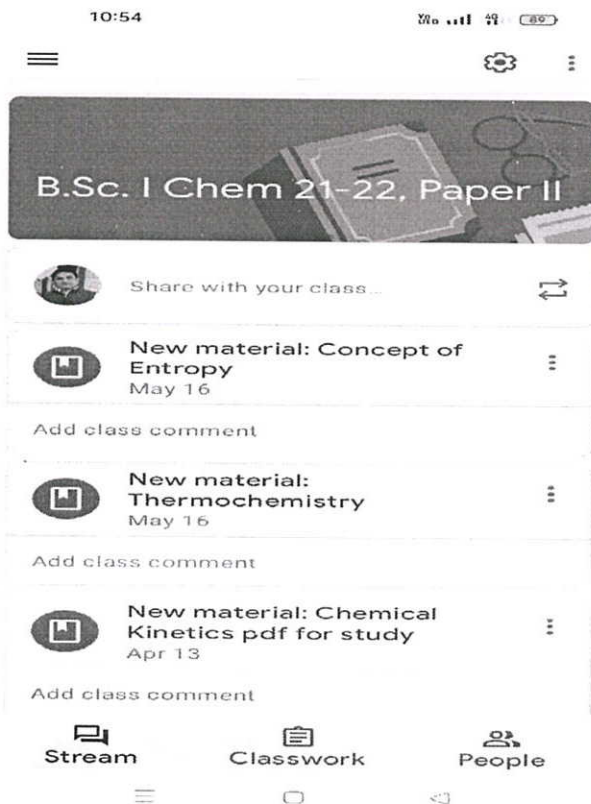 10:54
4G 89
B.Sc. I Chem 21-22, Paper II
Share with your class...
New material: Concept of
Entropy
May 16
Add class comment
New material:
Thermochemistry
May 16
Add class comment
New material: Chemical
Kinetics pdf for study
Apr 13
Add class comment
Stream
Classwork
People